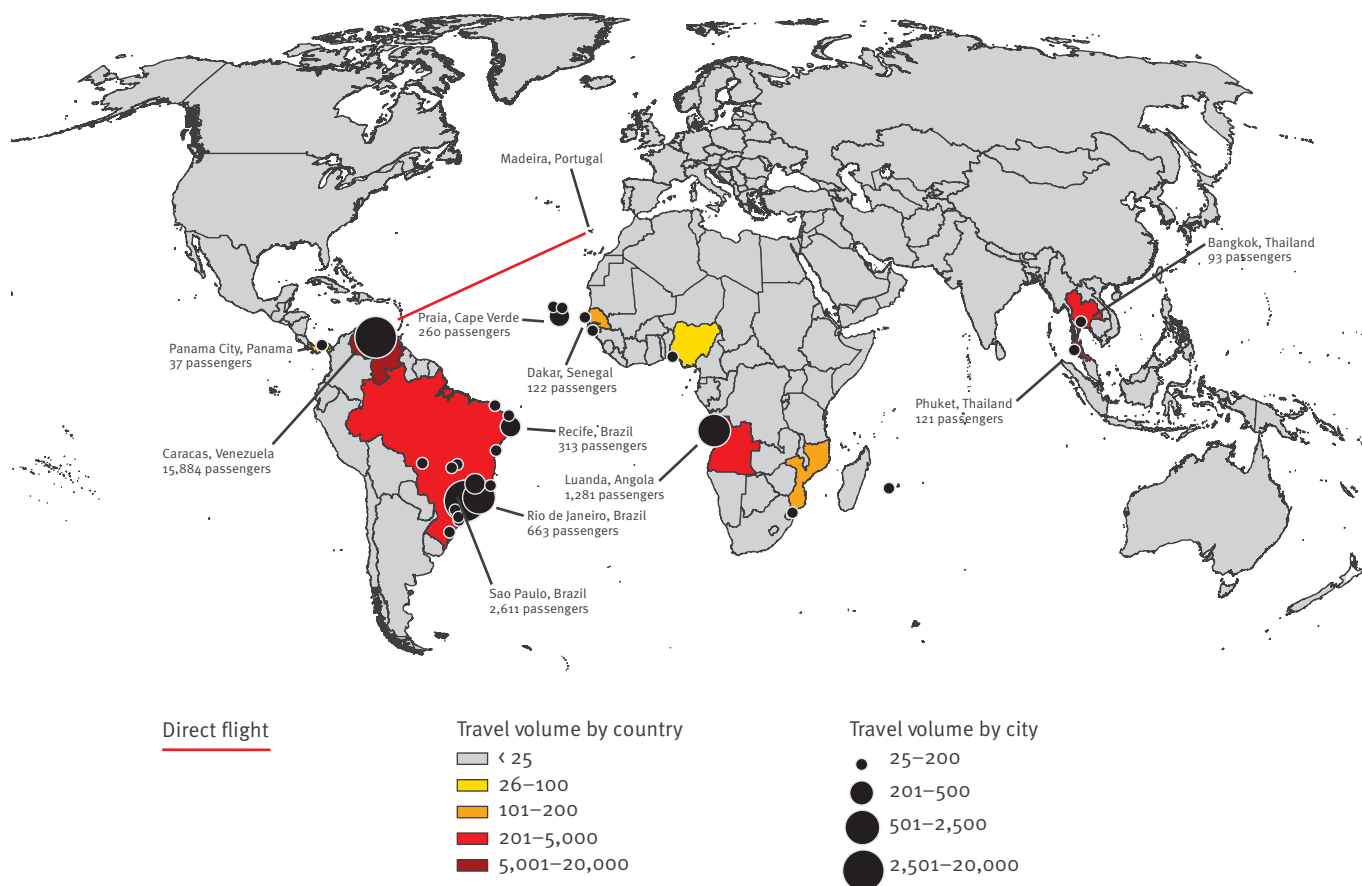 Madeira, Portugal
Bangkok, Thailand
93 passengers
Praia, Cape Verde
260 passengers
Panama City, Panama
37 passengers
Dakar, Senegal
122 passengers
Phuket, Thailand
121 passengers
Recife, Brazil
313 passengers
Caracas, Venezuela
15,884 passengers
Luanda, Angola
1,281 passengers
Rio de Janeiro, Brazil
663 passengers
Sao Paulo, Brazil
2,611 passengers
Direct flight
Travel volume by country
< 25
26–100
101–200
201–5,000
5,001–20,000
Travel volume by city
25–200
201–500
501–2,500
2,501–20,000